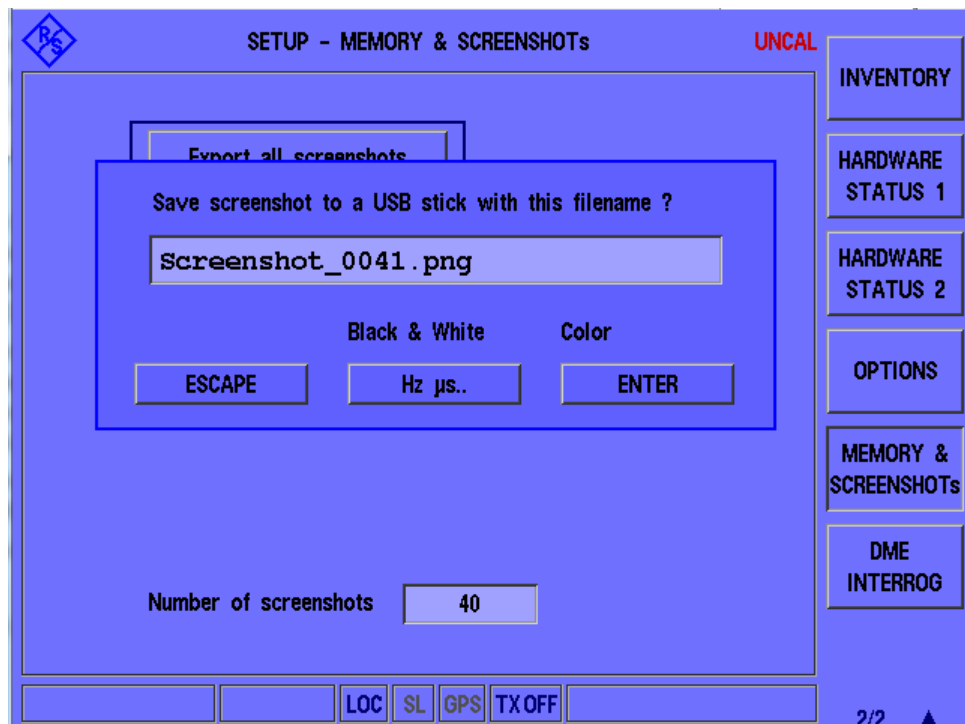 R/S
SETUP - MEMORY & SCREENSHOTs
UNCAL
Export all screenshots
Save screenshot to a USB stick with this filename ?
Screenshot_0041.png
Black & White
Color
ESCAPE
Hz µs..
ENTER
Number of screenshots
40
LOC
SL
GPS
TX OFF
INVENTORY
HARDWARE
STATUS 1
HARDWARE
STATUS 2
OPTIONS
MEMORY &
SCREENSHOTs
DME
INTERROG
2/2